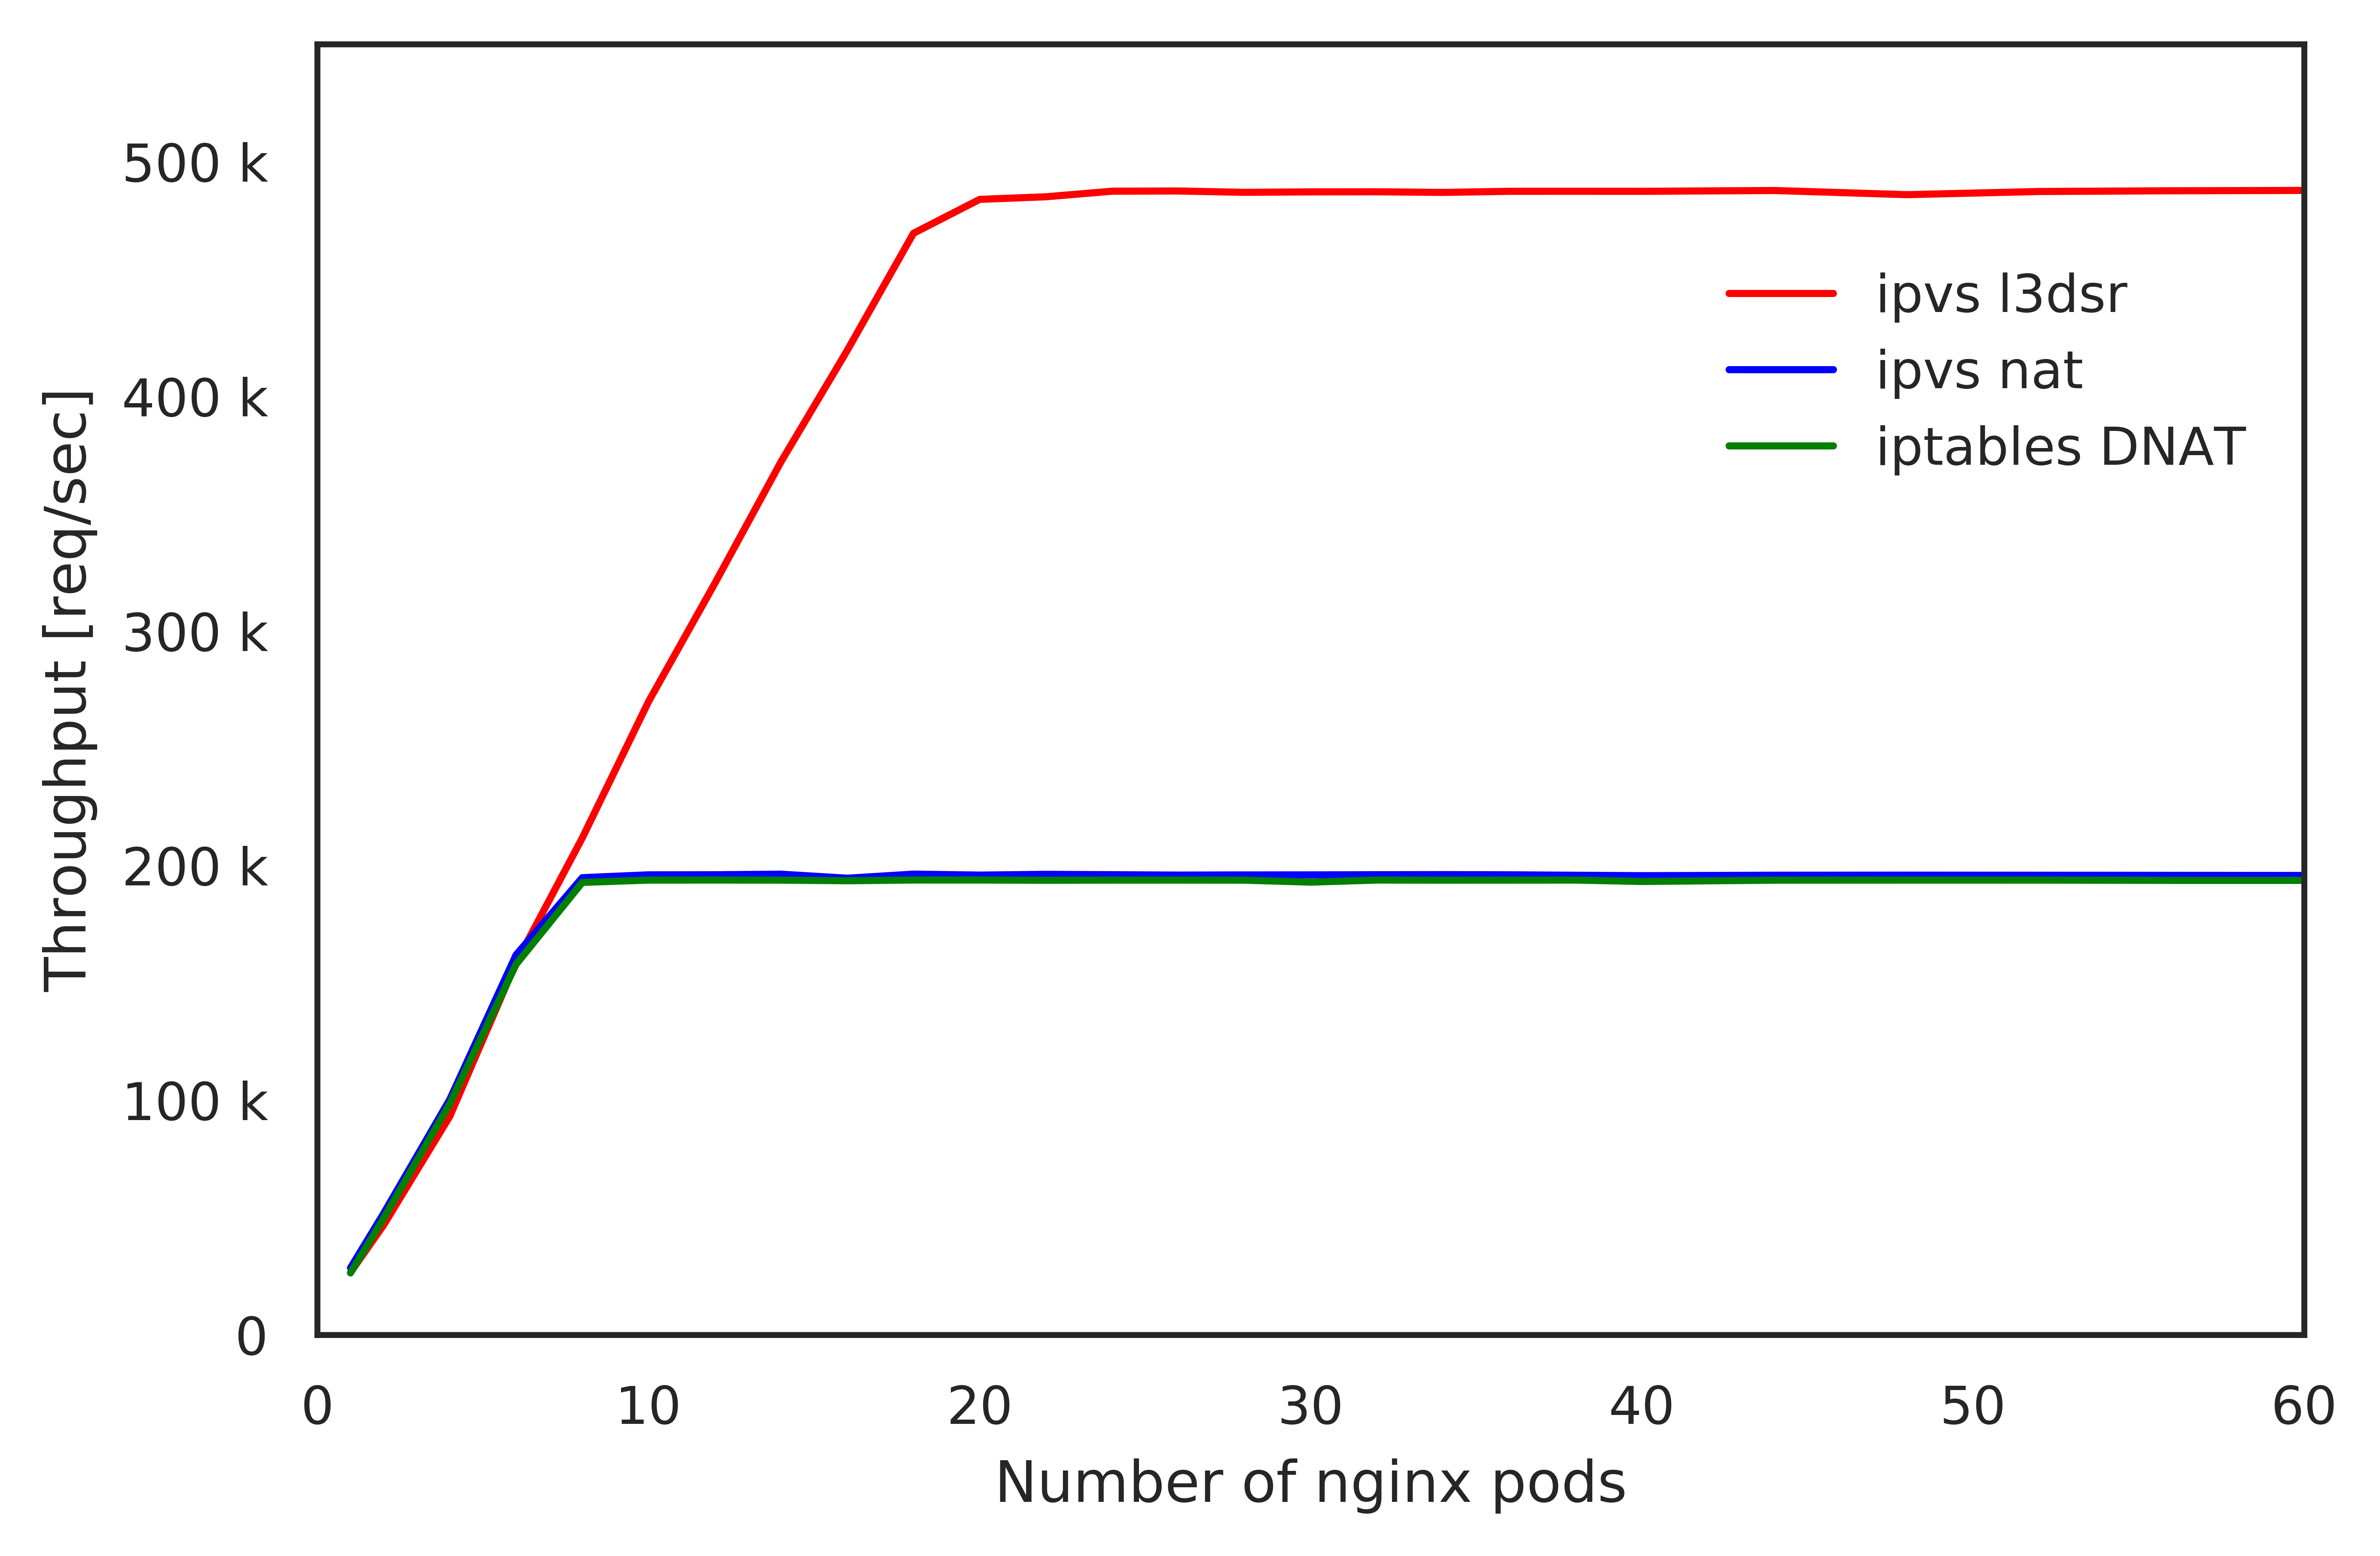 500 k
400 k
300 k
200 k
100 k
0
Throughput [req/sec]
ipvs l3dsr
ipvs nat
iptables DNAT
0 10 20 30 40 50 60
Number of nginx pods